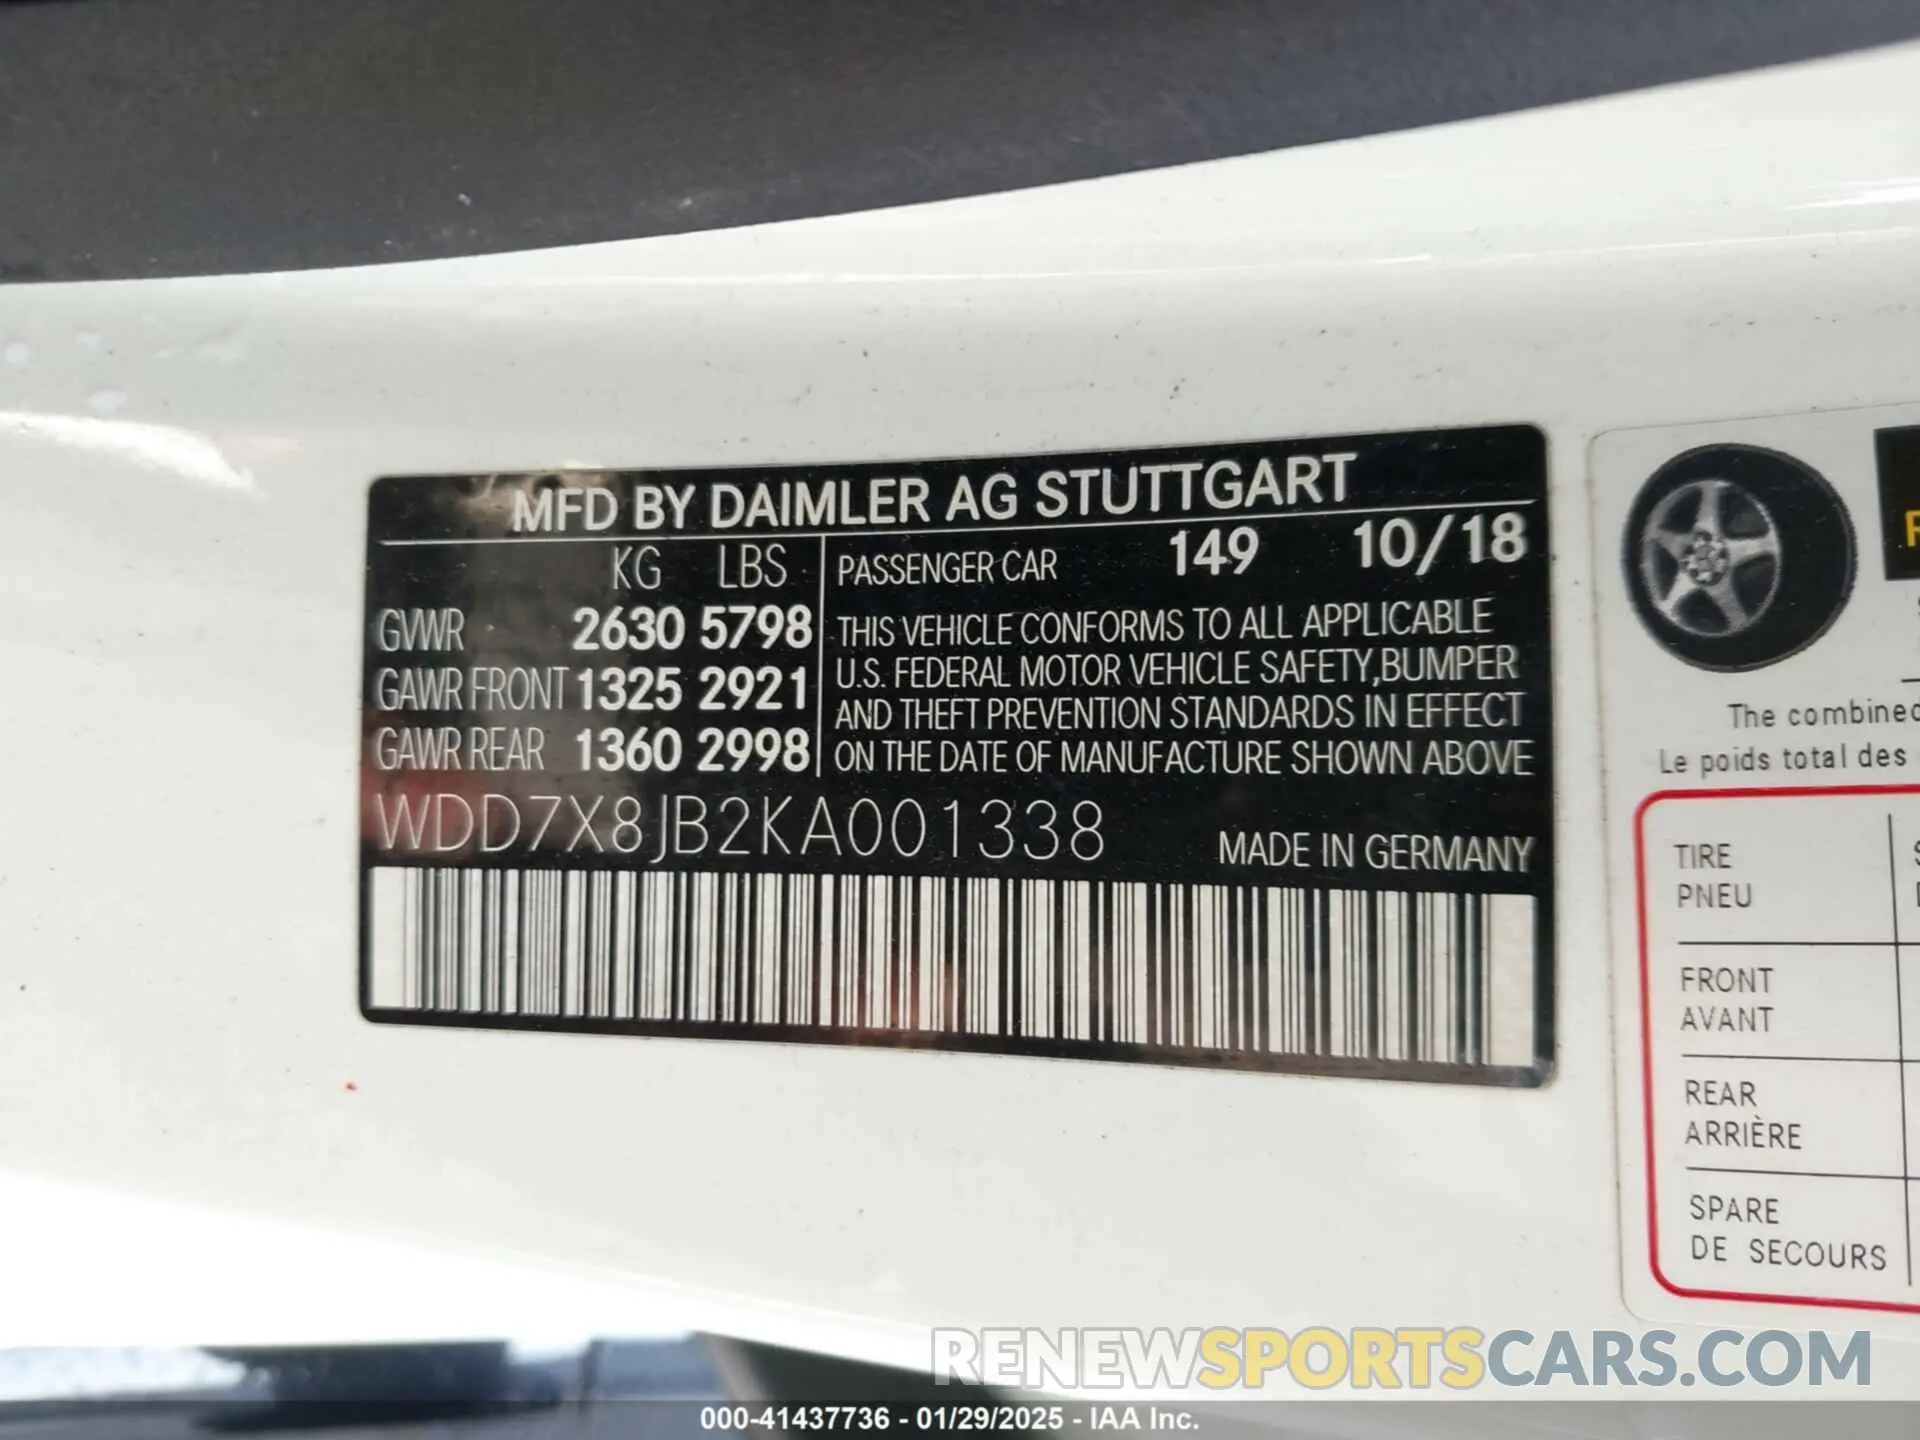 MFD BY DAIMLER AG STUTTGART
KG LBS
GVWR 2630 5798
GAWR FRONT 1325 2921
GAWR REAR 1360 2998
PASSENGER CAR 149 10/18
THIS VEHICLE CONFORMS TO ALL APPLICABLE
U.S. FEDERAL MOTOR VEHICLE SAFETY,BUMPER
AND THEFT PREVENTION STANDARDS IN EFFECT
ON THE DATE OF MANUFACTURE SHOWN ABOVE
WDD7X8JB2KA001338
MADE IN GERMANY
The combined
Le poids total des
TIRE
PNEU
FRONT
AVANT
REAR
ARRIÈRE
SPARE
DE SECOURS
RENEWSPORTSCARS.COM
000-41437736 - 01/29/2025 - IAA Inc.